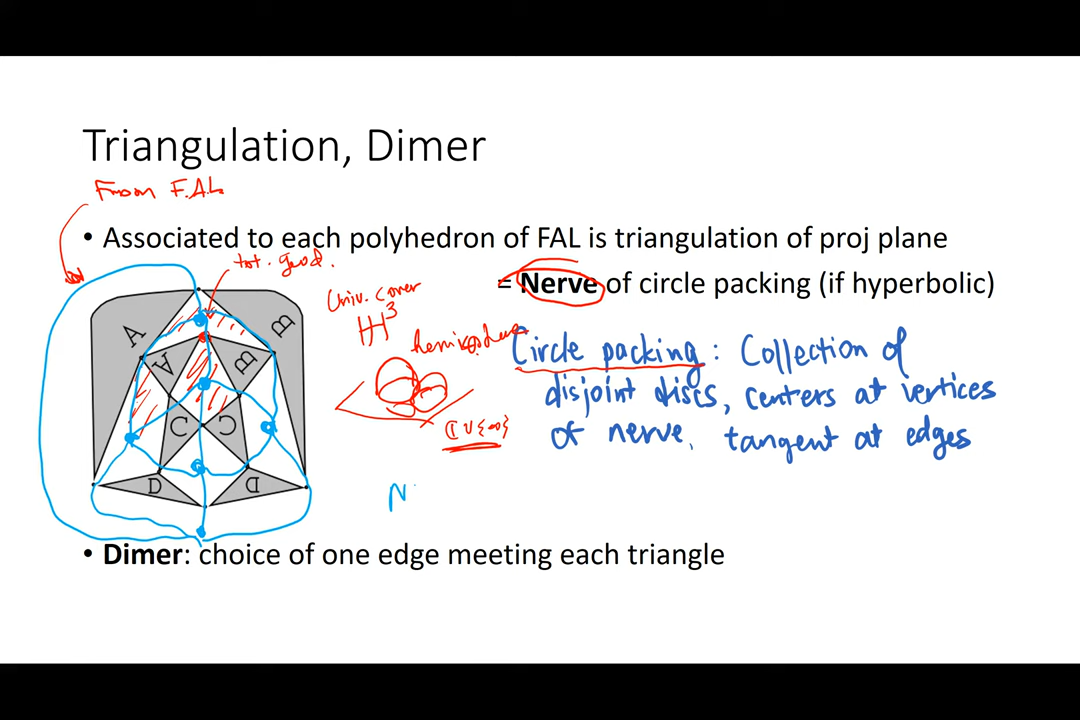 Triangulation, Dimer
From F.A.L
• Associated to each polyhedron of FAL is triangulation of proj plane
tot. geod.
= Nerve of circle packing (if hyperbolic)
Univ. cover
H³
hemisphere
Circle packing: Collection of
disjoint discs, centers at vertices
of nerve, tangent at edges
ℂ ∪ {∞}
A
B
A
B
C
C
D
D
N
• Dimer: choice of one edge meeting each triangle